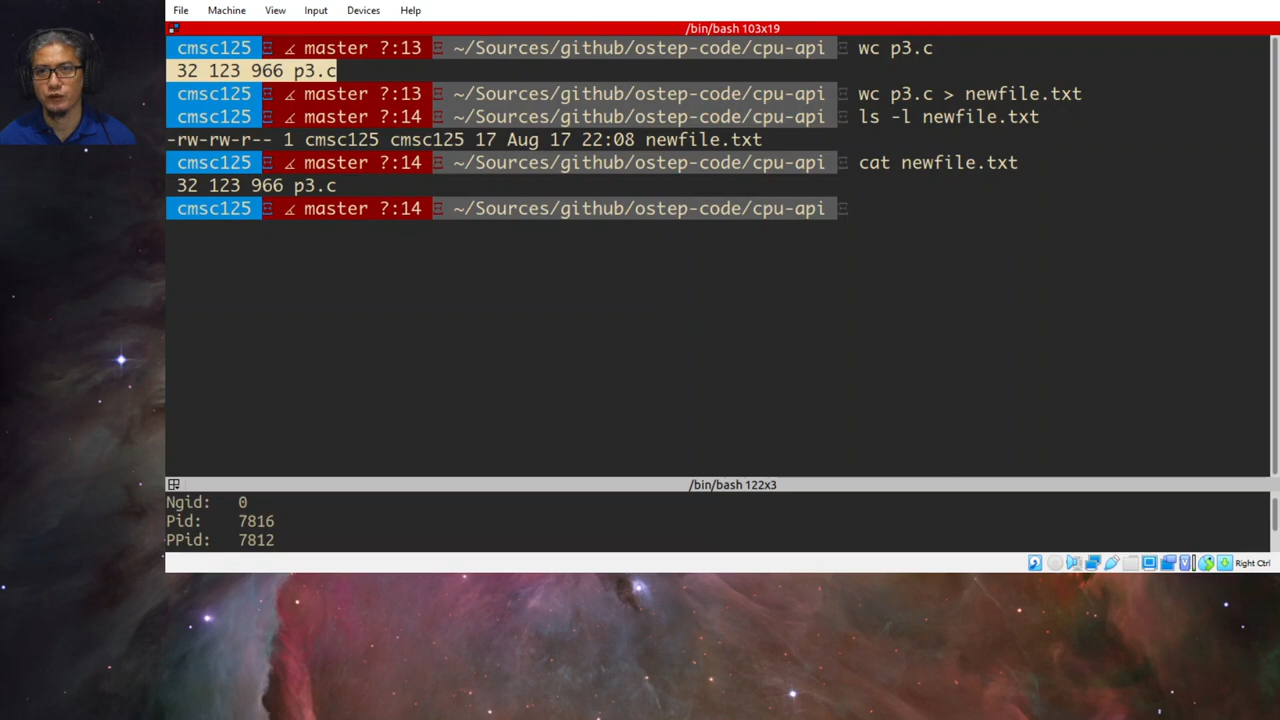 File Machine View Input Devices Help
/bin/bash 103x19
cmsc125 master ?:13 ~/Sources/github/ostep-code/cpu-api wc p3.c
32 123 966 p3.c
cmsc125 master ?:13 ~/Sources/github/ostep-code/cpu-api wc p3.c > newfile.txt
cmsc125 master ?:14 ~/Sources/github/ostep-code/cpu-api ls -l newfile.txt
-rw-rw-r-- 1 cmsc125 cmsc125 17 Aug 17 22:08 newfile.txt
cmsc125 master ?:14 ~/Sources/github/ostep-code/cpu-api cat newfile.txt
32 123 966 p3.c
cmsc125 master ?:14 ~/Sources/github/ostep-code/cpu-api
/bin/bash 122x3
Ngid: 0
Pid: 7816
PPid: 7812
Right Ctrl